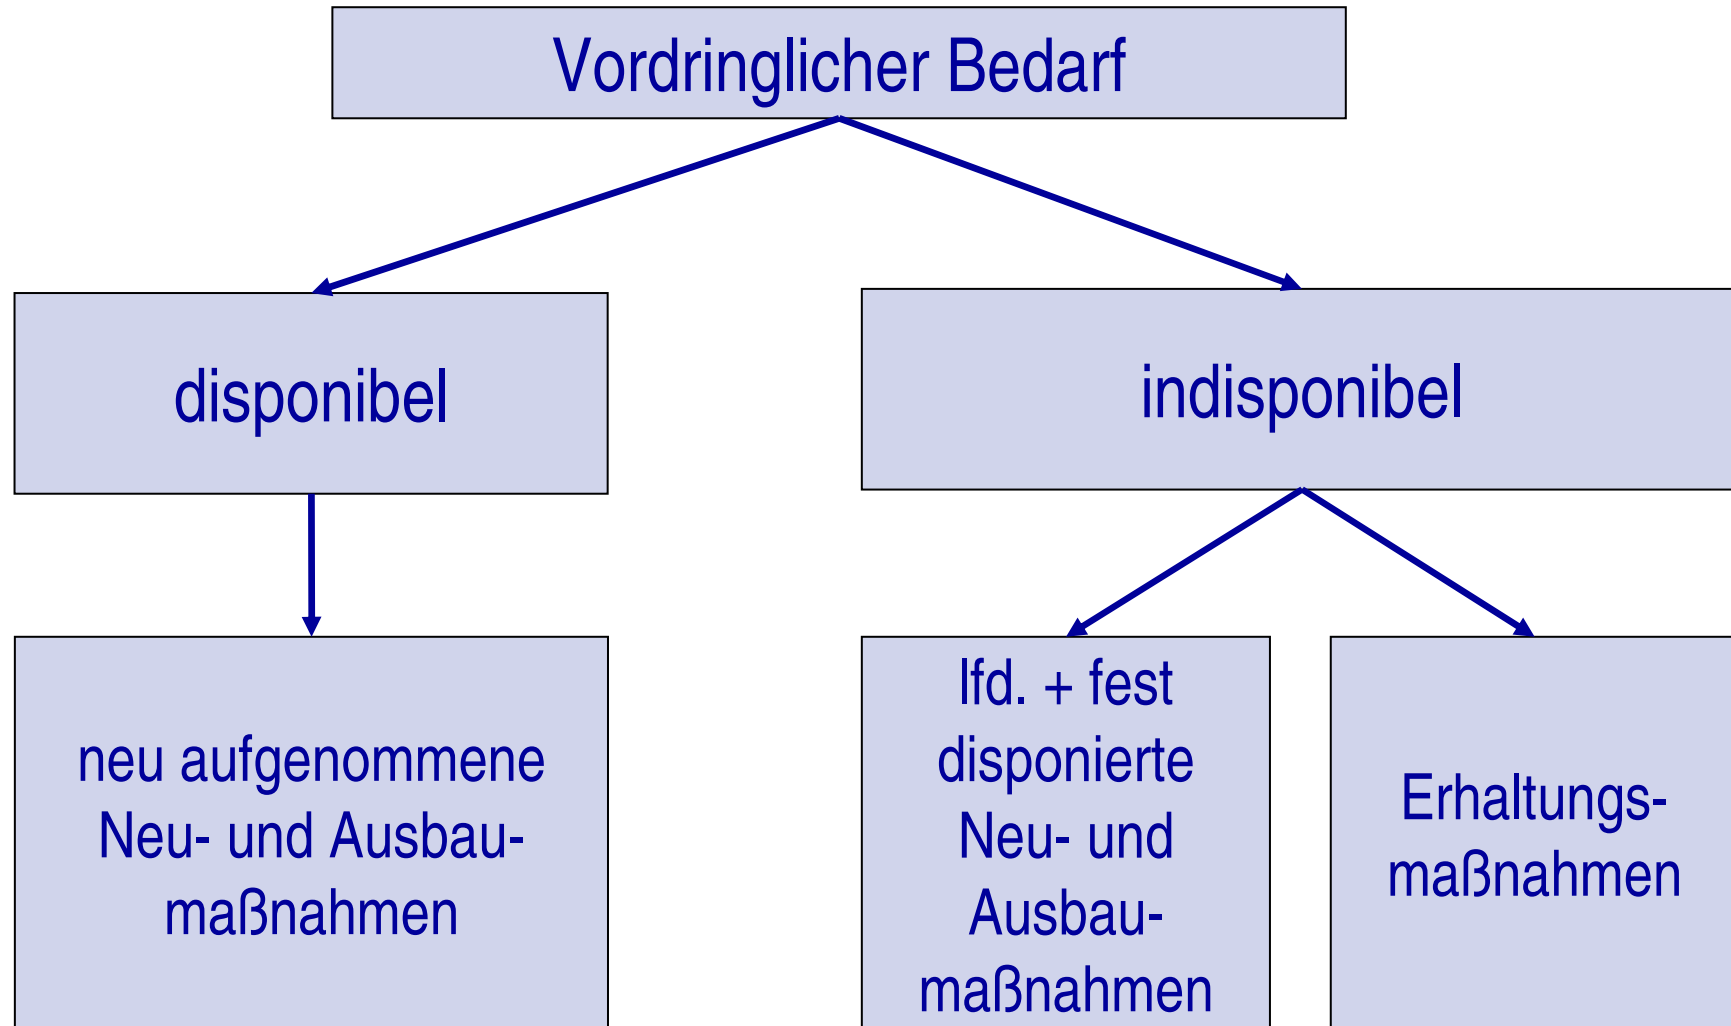 Vordringlicher Bedarf
disponibel
indisponibel
neu aufgenommene
Neu- und Ausbau-
maßnahmen
lfd. + fest
disponierte
Neu- und
Ausbau-
maßnahmen
Erhaltungs-
maßnahmen